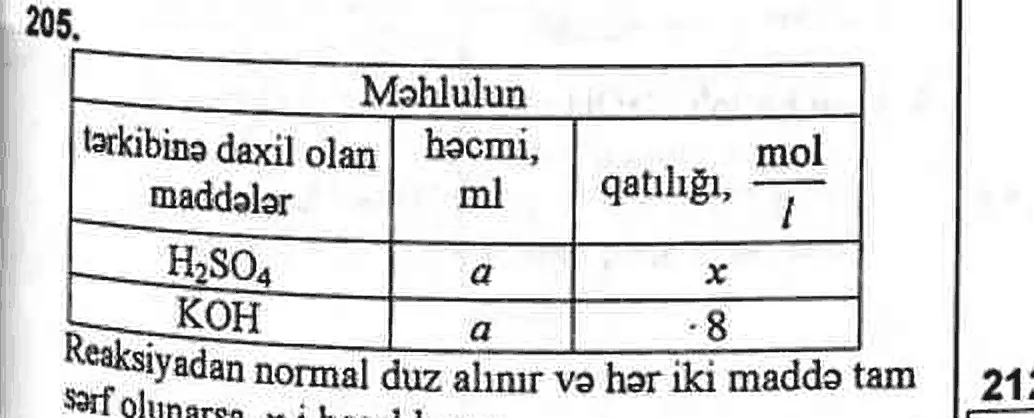 205.
Məhlulun
tərkibinə daxil olan maddələr | həcmi, ml | qatılığı, mol/l
H₂SO₄ | a | x
KOH | a | 8
Reaksiyadan normal duz alınır və hər iki maddə tam
sərf olunarsa,
21